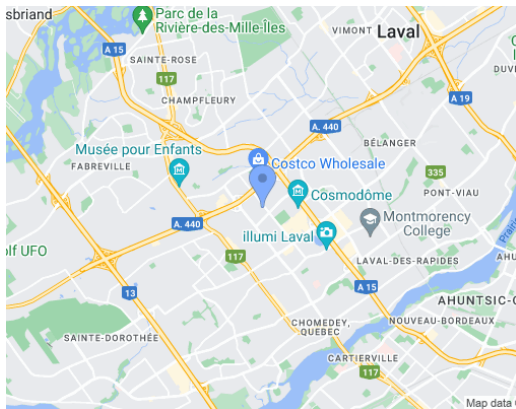 esbriand
Parc de la
Rivière-des-Mille-Îles
VIMONT
Laval
A 15
SAINTE-ROSE
DUVE
117
CHAMPFLEURY
A 19
A. 440
BÉLANGER
Musée pour Enfants
Costco Wholesale
FABREVILLE
335
Cosmodôme
PONT-VIAU
A. 440
Montmorency
College
olf UFO
illumi Laval
117
LAVAL-DES-RAPIDES
AHU
13
A 15
AHUNTSIC-C
CHOMEDEY,
QUEBEC
NOUVEAU-BORDEAUX
SAINTE-DOROTHÉE
CARTIERVILLE
117
Map data